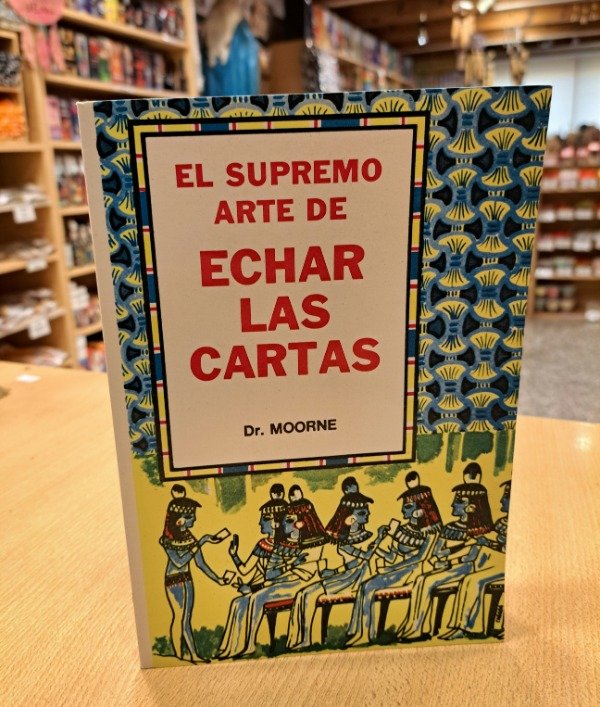 EL SUPREMO
ARTE DE
ECHAR
LAS
CARTAS
Dr. MOORNE